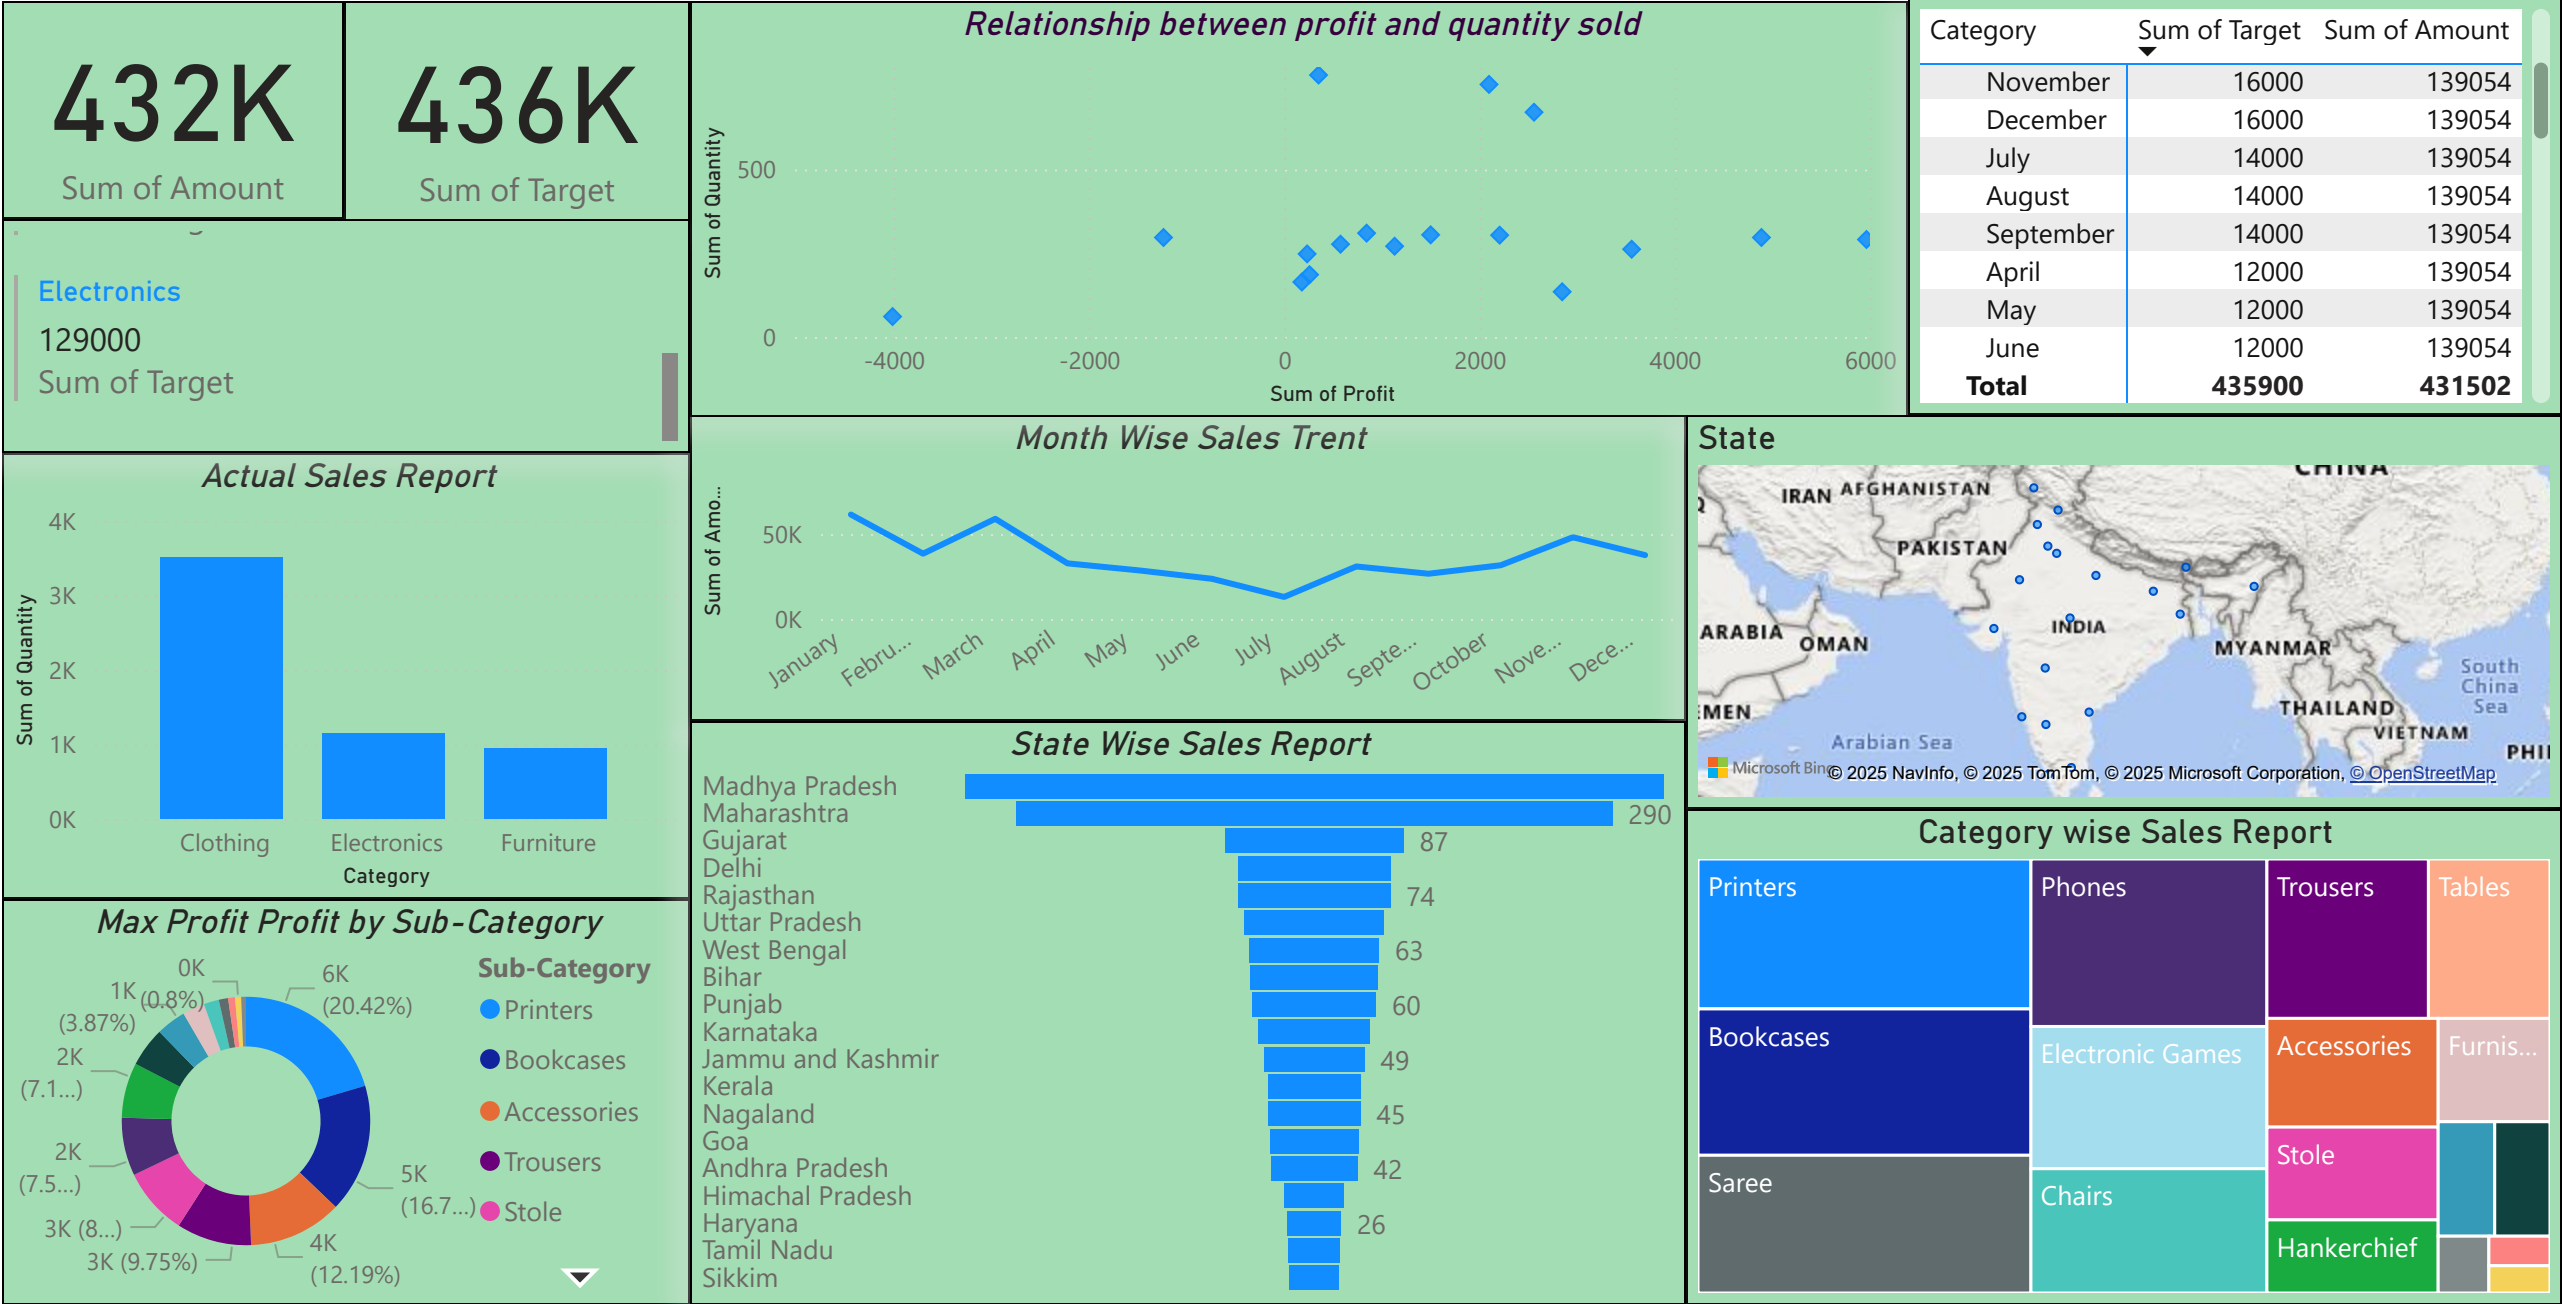 432K
Sum of Amount
436K
Sum of Target
Electronics
129000
Sum of Target
Relationship between profit and quantity sold
Sum of Quantity
500
0
-4000 -2000 0 2000 4000 6000
Sum of Profit
Category Sum of Target Sum of Amount
November 16000 139054
December 16000 139054
July 14000 139054
August 14000 139054
September 14000 139054
April 12000 139054
May 12000 139054
June 12000 139054
Total 435900 431502
Actual Sales Report
Sum of Quantity
4K
3K
2K
1K
0K
Clothing Electronics Furniture
Category
Month Wise Sales Trent
Sum of Amo...
50K
0K
January Febru... March April May June July August Septe... October Nove... Dece...
State
CHINA
IRAN AFGHANISTAN
PAKISTAN
ARABIA OMAN
INDIA
MYANMAR
EMEN
THAILAND
South
China
Sea
VIETNAM
Arabian Sea
PHI
Microsoft Bing
© 2025 NavInfo, © 2025 TomTom, © 2025 Microsoft Corporation, © OpenStreetMap
Max Profit Profit by Sub-Category
0K
6K
(20.42%)
1K (0.8%)
(3.87%)
2K
(7.1...)
2K
(7.5...)
3K (8...)
3K (9.75%)
4K
(12.19%)
5K
(16.7...)
Sub-Category
Printers
Bookcases
Accessories
Trousers
Stole
State Wise Sales Report
Madhya Pradesh
Maharashtra 290
Gujarat 87
Delhi
Rajasthan 74
Uttar Pradesh
West Bengal 63
Bihar
Punjab 60
Karnataka
Jammu and Kashmir 49
Kerala
Nagaland 45
Goa
Andhra Pradesh 42
Himachal Pradesh
Haryana 26
Tamil Nadu
Sikkim
Category wise Sales Report
Printers
Phones
Trousers
Tables
Bookcases
Electronic Games
Accessories
Furnis...
Saree
Chairs
Stole
Hankerchief